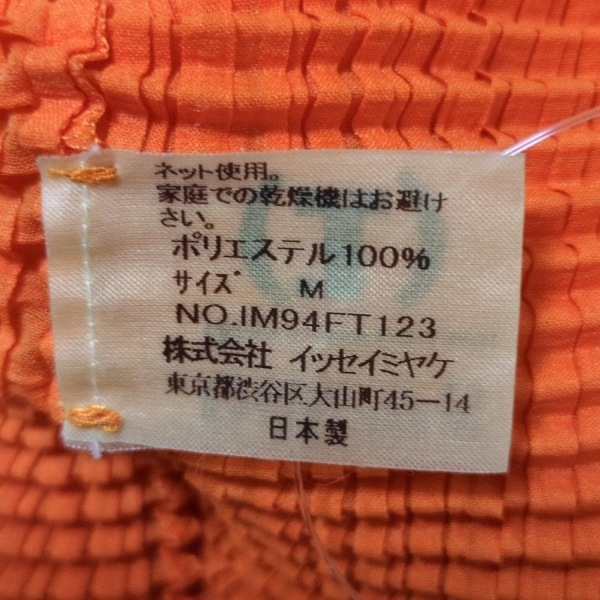 ネット使用。
家庭での乾燥機はお避け
さい。
ポリエステル100%
サイズ M
NO.IM94FT123
株式会社 イッセイミヤケ
東京都渋谷区大山町45-14
日本製